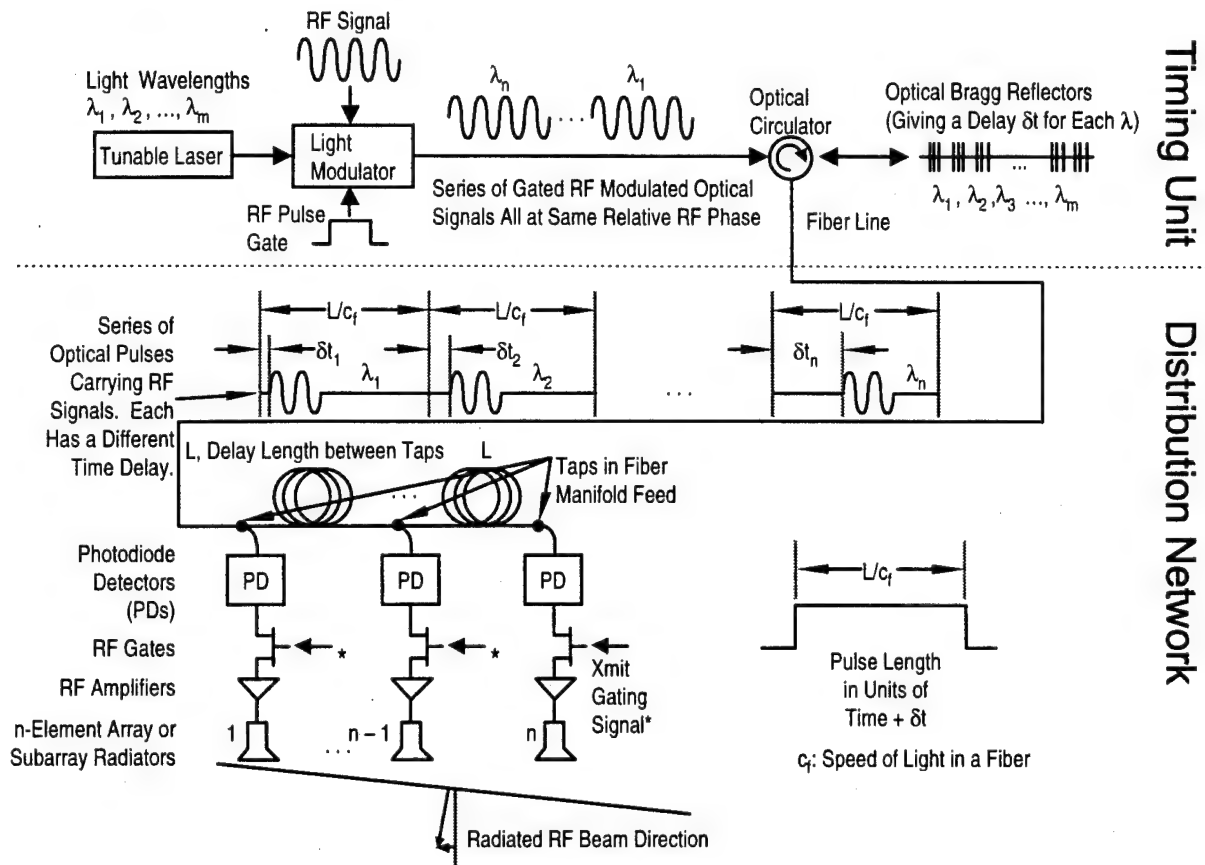 RF Signal
Light Wavelengths
λ1 , λ2 , ..., λm
Tunable Laser
Light
Modulator
RF Pulse
Gate
λn
. . .
λ1
Series of Gated RF Modulated Optical
Signals All at Same Relative RF Phase
Optical
Circulator
Fiber Line
Optical Bragg Reflectors
(Giving a Delay δt for Each λ)
...
λ1 , λ2 ,λ3 ..., λm
Timing Unit
Series of
Optical Pulses
Carrying RF
Signals. Each
Has a Different
Time Delay.
L/cf
L/cf
L/cf
δt1
δt2
δtn
λ1
λ2
. . .
λn
L, Delay Length between Taps
L
. . .
Taps in Fiber
Manifold Feed
Photodiode
Detectors
(PDs)
PD
PD
PD
RF Gates
*
*
Xmit
Gating
Signal*
RF Amplifiers
n-Element Array or
Subarray Radiators
1
. . .
n – 1
n
Radiated RF Beam Direction
L/cf
Pulse Length
in Units of
Time + δt
cf: Speed of Light in a Fiber
Distribution Network